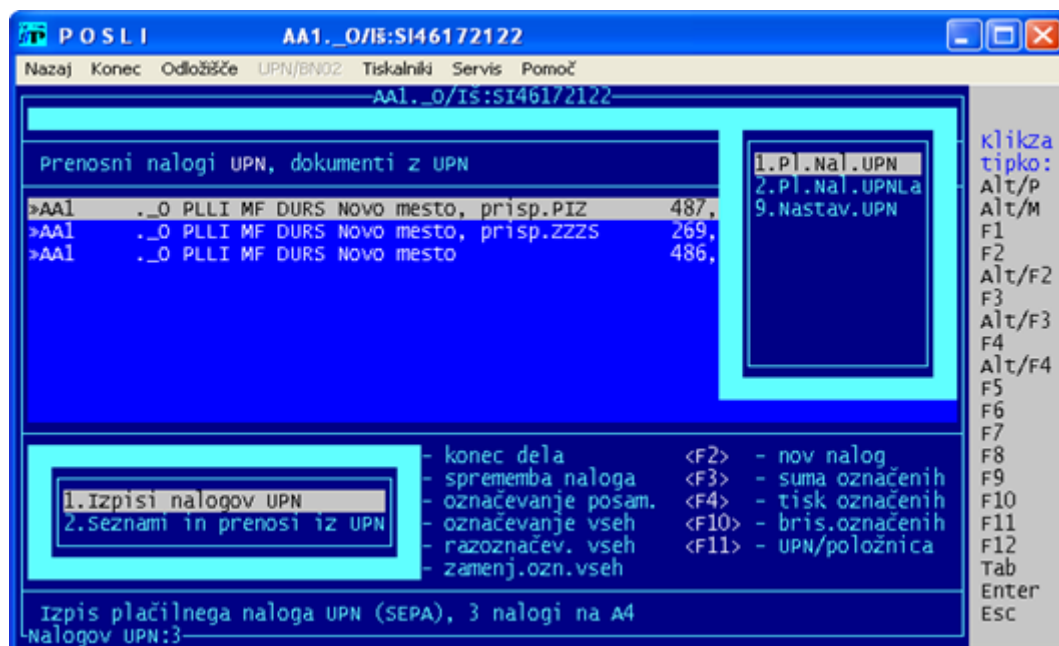 POSLI AA1._O/Iš:SI46172122
Nazaj Konec Odložišče UPN/BN02 Tiskalniki Servis Pomoč
AA1._O/Iš:SI46172122
Prenosni nalogi UPN, dokumenti z UPN
1.Pl.Nal.UPN
2.Pl.Nal.UPNLa
9.Nastav.UPN
»AA1 ._O PLLI MF DURS Novo mesto, prisp.PIZ 487,
»AA1 ._O PLLI MF DURS Novo mesto, prisp.ZZZS 269,
»AA1 ._O PLLI MF DURS Novo mesto 486,
1.Izpisi nalogov UPN
2.Seznami in prenosi iz UPN
- konec dela <F2> - nov nalog
- sprememba naloga <F3> - suma označenih
- označevanje posam. <F4> - tisk označenih
- označevanje vseh <F10> - bris.označenih
- razoznačev. vseh <F11> - UPN/položnica
- zamenj.ozn.vseh
Izpis plačilnega naloga UPN (SEPA), 3 nalogi na A4
Nalogov UPN:3
KlikZa
tipko:
Alt/P
Alt/M
F1
F2
Alt/F2
F3
Alt/F3
F4
Alt/F4
F5
F6
F7
F8
F9
F10
F11
F12
Tab
Enter
Esc